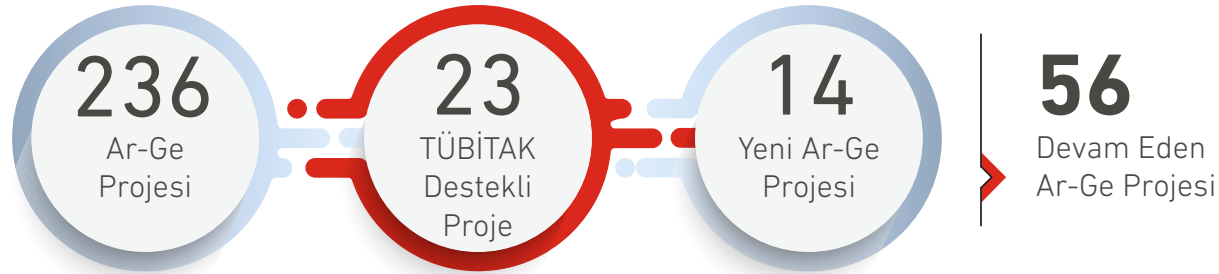 236
Ar-Ge
Projesi
23
TÜBİTAK
Destekli
Proje
14
Yeni Ar-Ge
Projesi
56
Devam Eden
Ar-Ge Projesi